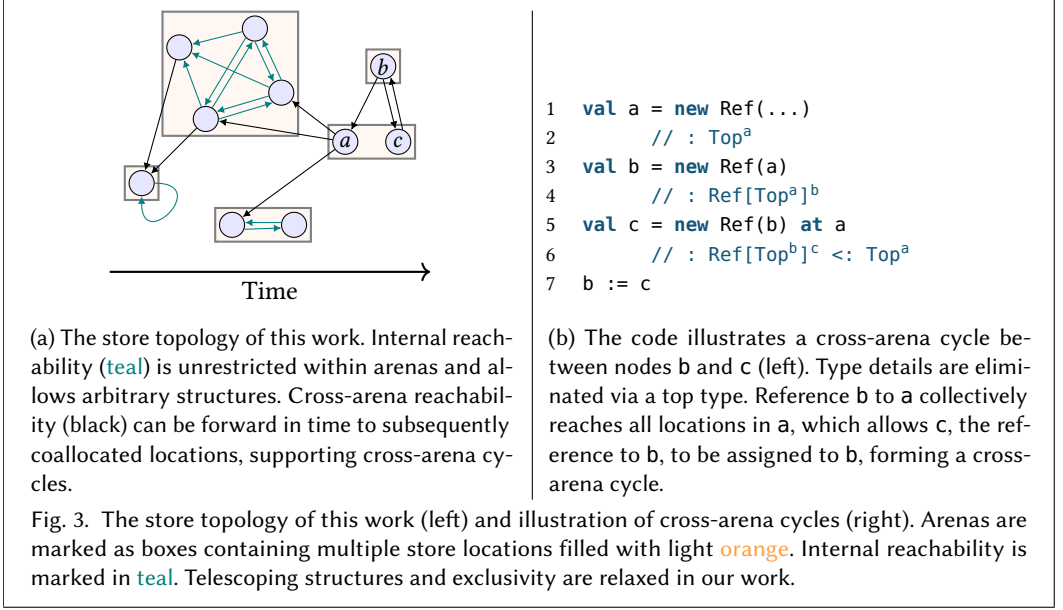 b
a
c
Time
(a) The store topology of this work. Internal reach-
ability (teal) is unrestricted within arenas and al-
lows arbitrary structures. Cross-arena reachabil-
ity (black) can be forward in time to subsequently
coallocated locations, supporting cross-arena cy-
cles.
1 val a = new Ref(...)
2 // : Topᵃ
3 val b = new Ref(a)
4 // : Ref[Topᵃ]ᵇ
5 val c = new Ref(b) at a
6 // : Ref[Topᵇ]ᶜ <: Topᵃ
7 b := c
(b) The code illustrates a cross-arena cycle be-
tween nodes b and c (left). Type details are elimi-
nated via a top type. Reference b to a collectively
reaches all locations in a, which allows c, the ref-
erence to b, to be assigned to b, forming a cross-
arena cycle.
Fig. 3. The store topology of this work (left) and illustration of cross-arena cycles (right). Arenas are
marked as boxes containing multiple store locations filled with light orange. Internal reachability is
marked in teal. Telescoping structures and exclusivity are relaxed in our work.